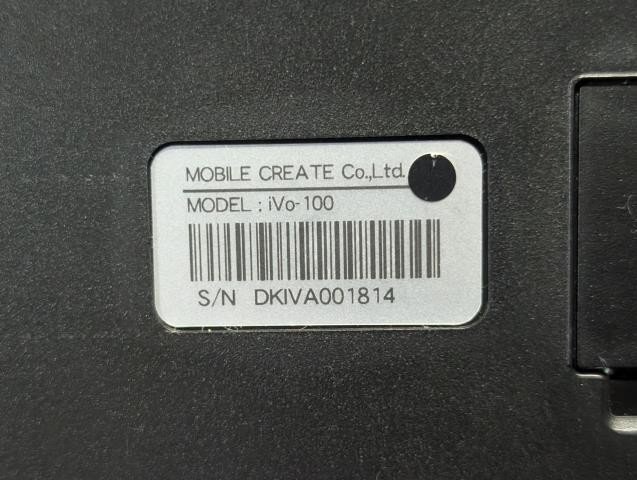 MOBILE CREATE Co.,Ltd.
MODEL : iVo-100
S/N DKIVA001814